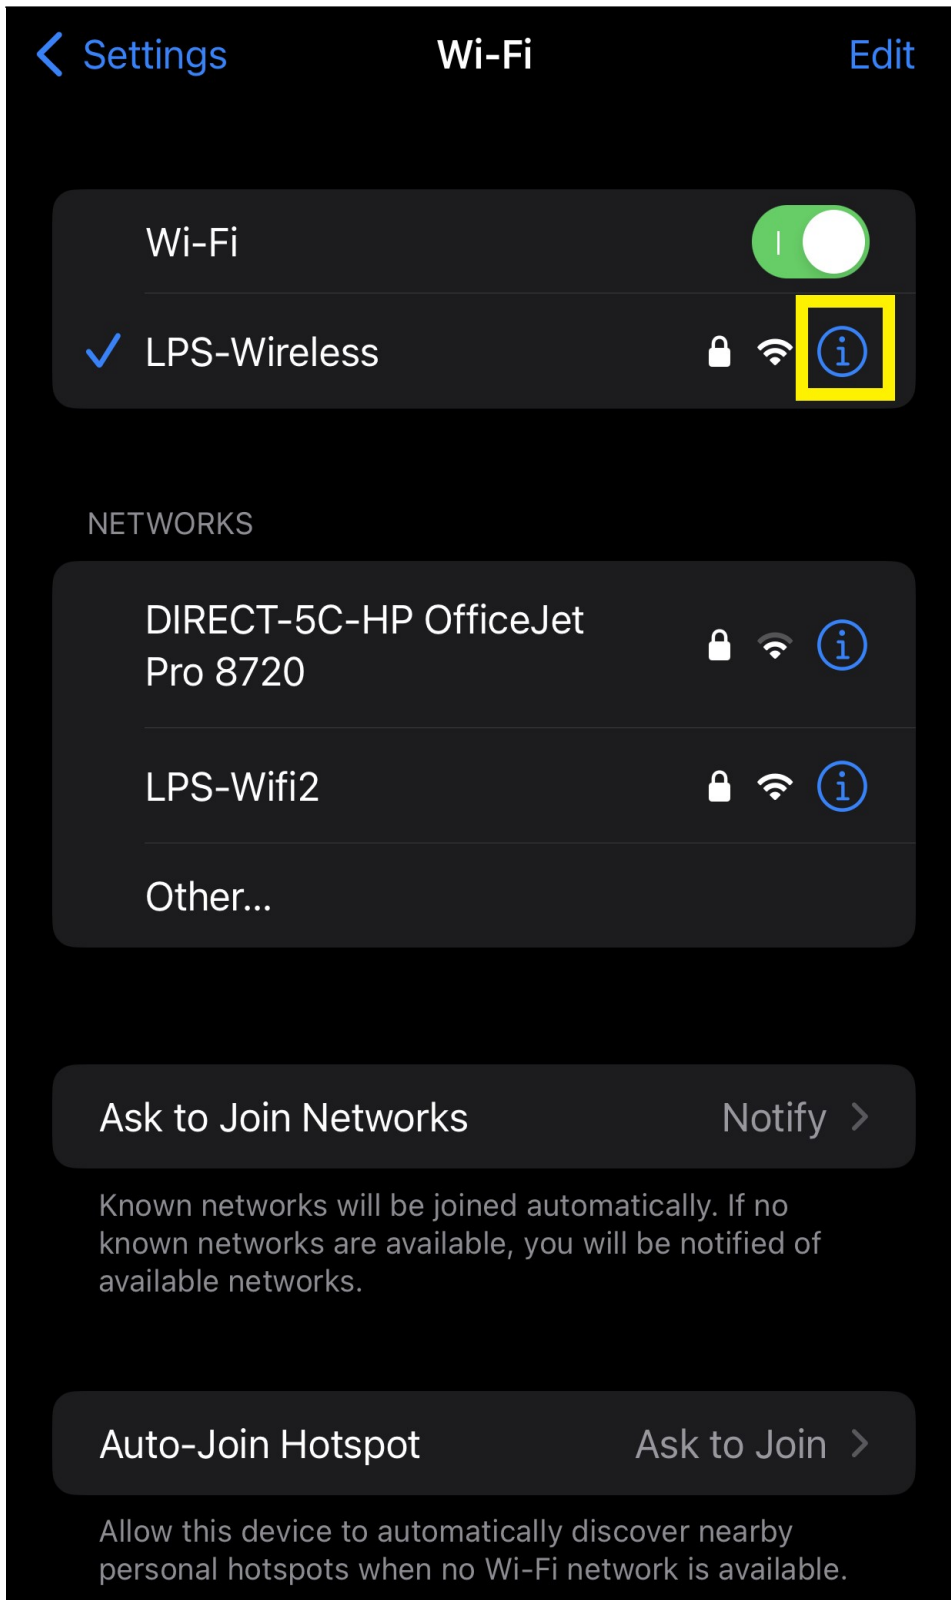 Settings
Wi-Fi
Edit
Wi-Fi
LPS-Wireless
NETWORKS
DIRECT-5C-HP OfficeJet
Pro 8720
LPS-Wifi2
Other...
Ask to Join Networks
Notify
Known networks will be joined automatically. If no
known networks are available, you will be notified of
available networks.
Auto-Join Hotspot
Ask to Join
Allow this device to automatically discover nearby
personal hotspots when no Wi-Fi network is available.